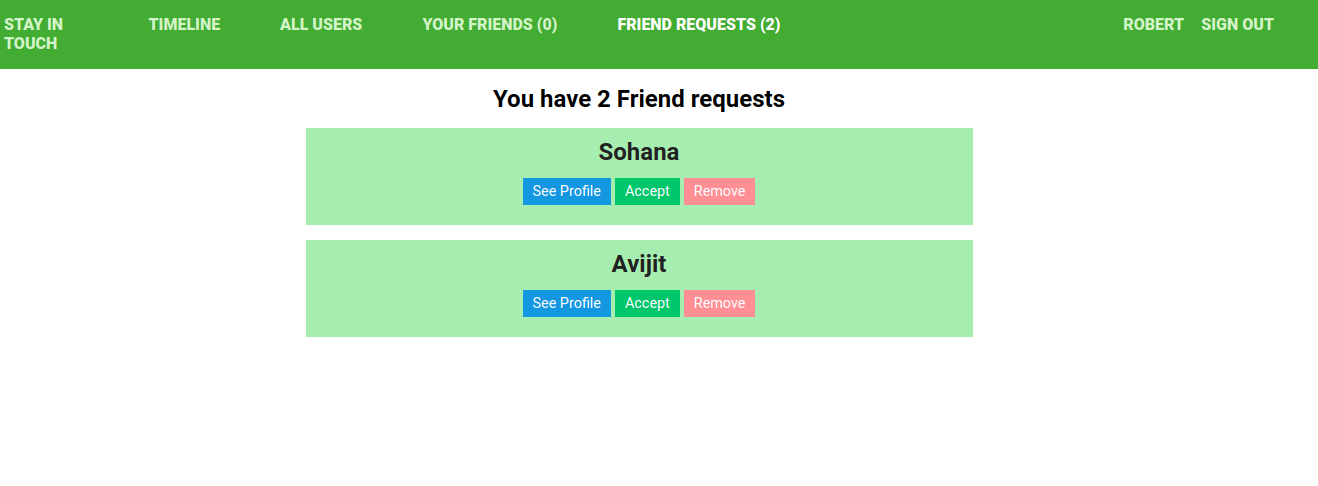 STAY IN TOUCH
TIMELINE
ALL USERS
YOUR FRIENDS (0)
FRIEND REQUESTS (2)
ROBERT
SIGN OUT
You have 2 Friend requests
Sohana
See Profile Accept Remove
Avijit
See Profile Accept Remove